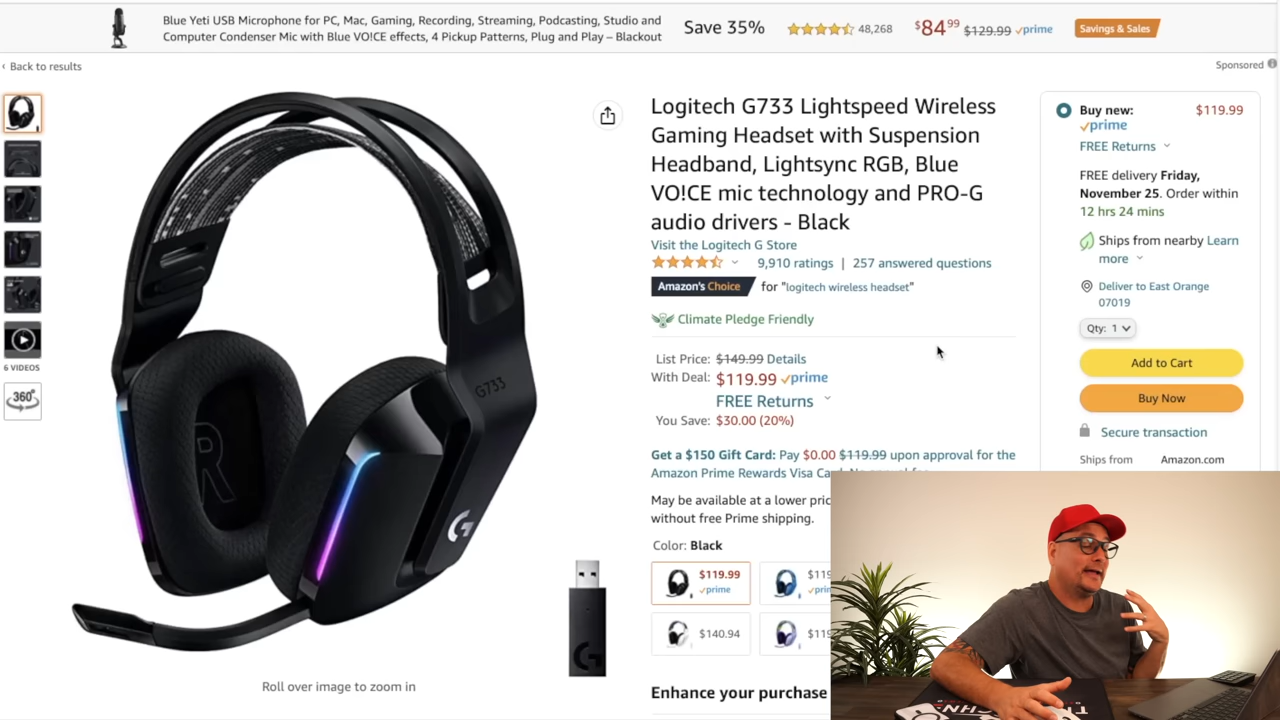 Blue Yeti USB Microphone for PC, Mac, Gaming, Recording, Streaming, Podcasting, Studio and
Computer Condenser Mic with Blue VO!CE effects, 4 Pickup Patterns, Plug and Play – Blackout
Save 35%
48,268
$84.99 $129.99 prime
Savings & Sales
‹ Back to results
Sponsored
Logitech G733 Lightspeed Wireless
Gaming Headset with Suspension
Headband, Lightsync RGB, Blue
VO!CE mic technology and PRO-G
audio drivers - Black
Visit the Logitech G Store
9,910 ratings | 257 answered questions
Amazon's Choice for "logitech wireless headset"
Climate Pledge Friendly
List Price: $149.99 Details
With Deal: $119.99 prime
FREE Returns
You Save: $30.00 (20%)
Get a $150 Gift Card: Pay $0.00 $119.99 upon approval for the
Amazon Prime Rewards Visa
May be available at a lower
without free Prime shipping.
Color: Black
$119.99
prime
$140.94
Enhance your purchase
Buy new: $119.99
prime
FREE Returns
FREE delivery Friday,
November 25. Order within
12 hrs 24 mins
Ships from nearby Learn
more
Deliver to East Orange
07019
Qty: 1
Add to Cart
Buy Now
Secure transaction
Ships from Amazon.com
6 VIDEOS
360°
G733
R
G
G
Roll over image to zoom in